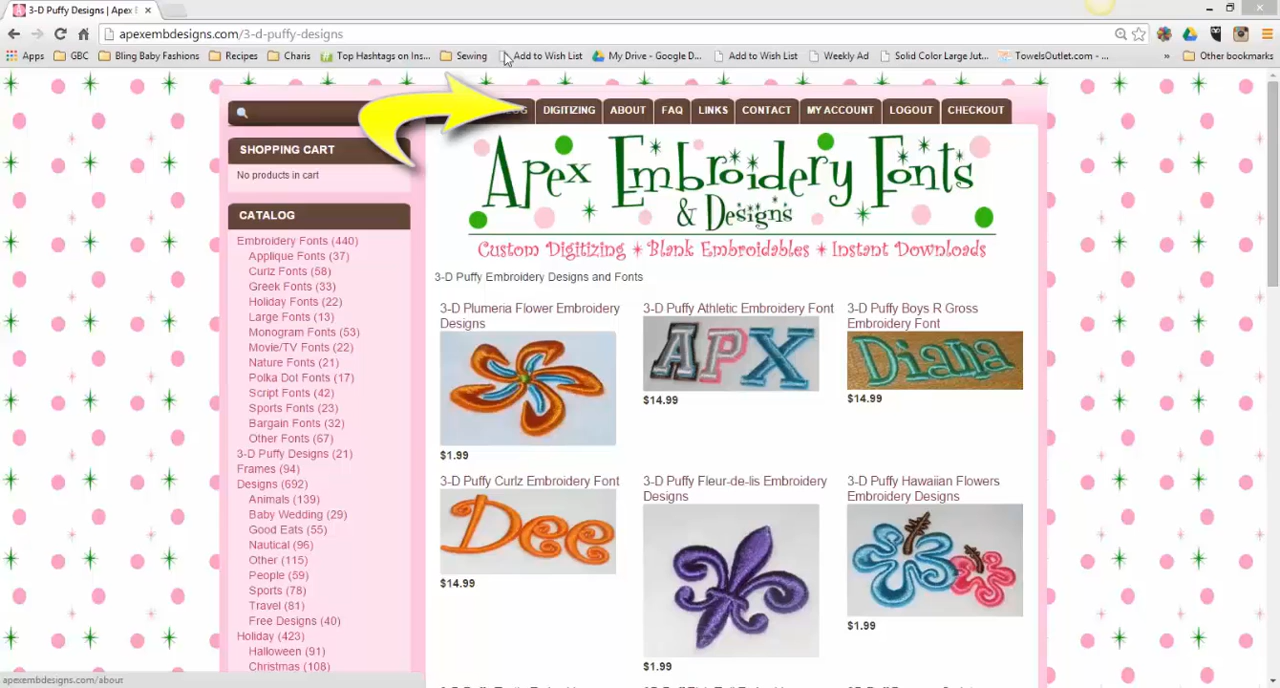 3-D Puffy Designs | Apex E
apexembdesigns.com/3-d-puffy-designs
Apps GBC Bling Baby Fashions Recipes Charis Top Hashtags on Ins... Sewing Add to Wish List My Drive - Google D... Add to Wish List Weekly Ad Solid Color Large Jut... TowelsOutlet.com - ... » Other bookmarks
DIGITIZING ABOUT FAQ LINKS CONTACT MY ACCOUNT LOGOUT CHECKOUT
SHOPPING CART
No products in cart
CATALOG
Embroidery Fonts (440)
Applique Fonts (37)
Curlz Fonts (58)
Greek Fonts (33)
Holiday Fonts (22)
Large Fonts (13)
Monogram Fonts (53)
Movie/TV Fonts (22)
Nature Fonts (21)
Polka Dot Fonts (17)
Script Fonts (42)
Sports Fonts (23)
Bargain Fonts (32)
Other Fonts (67)
3-D Puffy Designs (21)
Frames (94)
Designs (692)
Animals (139)
Baby Wedding (29)
Good Eats (55)
Nautical (96)
Other (115)
People (59)
Sports (78)
Travel (81)
Free Designs (40)
Holiday (423)
Halloween (91)
Christmas (108)
Apex Embroidery Fonts
& Designs
Custom Digitizing * Blank Embroidables * Instant Downloads
3-D Puffy Embroidery Designs and Fonts
3-D Plumeria Flower Embroidery
Designs
$1.99
3-D Puffy Athletic Embroidery Font
APX
$14.99
3-D Puffy Boys R Gross
Embroidery Font
Diana
$14.99
3-D Puffy Curlz Embroidery Font
Dee
$14.99
3-D Puffy Fleur-de-lis Embroidery
Designs
$1.99
3-D Puffy Hawaiian Flowers
Embroidery Designs
$1.99
apexembdesigns.com/about